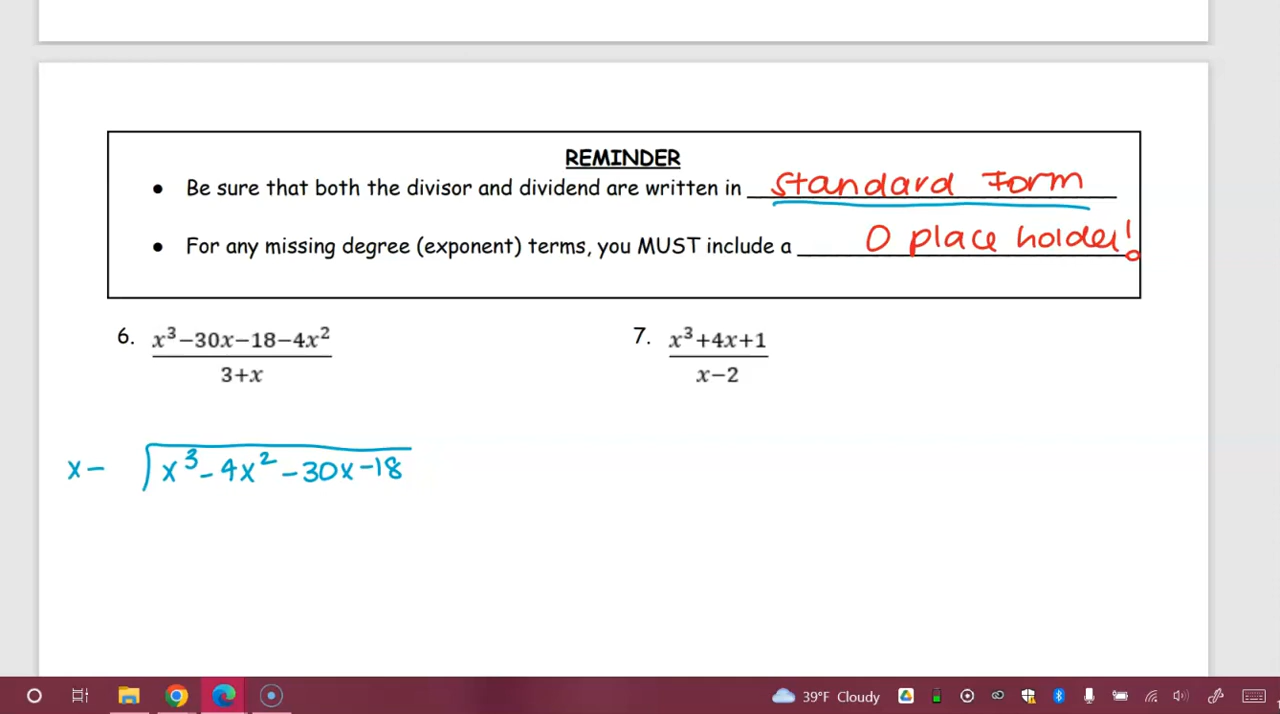 REMINDER
• Be sure that both the divisor and dividend are written in standard Form
• For any missing degree (exponent) terms, you MUST include a 0 place holder!
6. x³−30x−18−4x²
3+x
7. x³+4x+1
x−2
x − x³ - 4x² - 30x - 18
39°F Cloudy